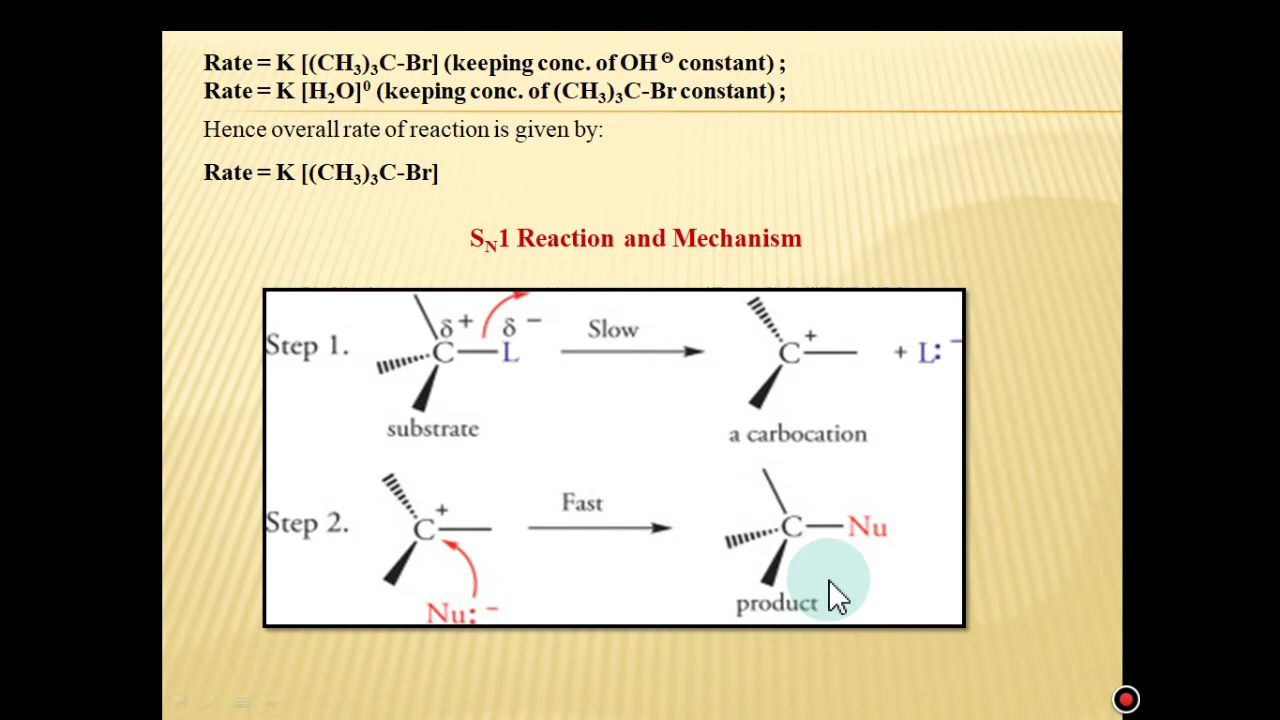 Rate = K [(CH₃)₃C-Br] (keeping conc. of OH⊖ constant) ;
Rate = K [H₂O]⁰ (keeping conc. of (CH₃)₃C-Br constant) ;
Hence overall rate of reaction is given by:
Rate = K [(CH₃)₃C-Br]
S_N1 Reaction and Mechanism
Step 1. δ+ δ− C—L Slow C+ + L:−
substrate a carbocation
Step 2. C+ Fast C—Nu
Nu:−
product